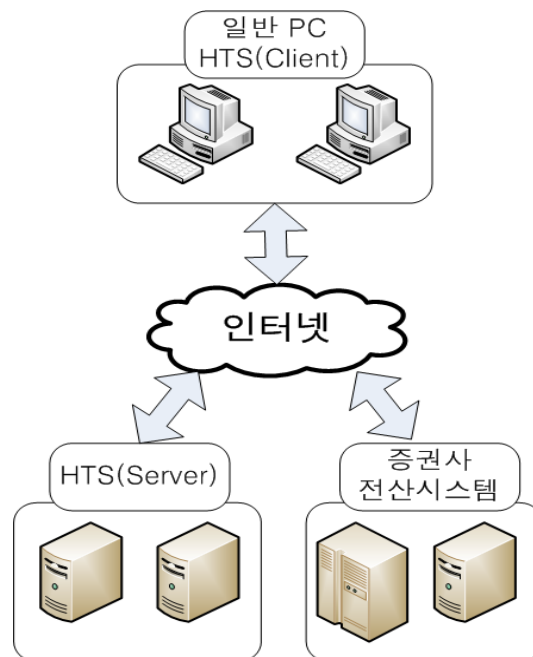 일반 PC
HTS(Client)
인터넷
HTS(Server)
증권사
전산시스템